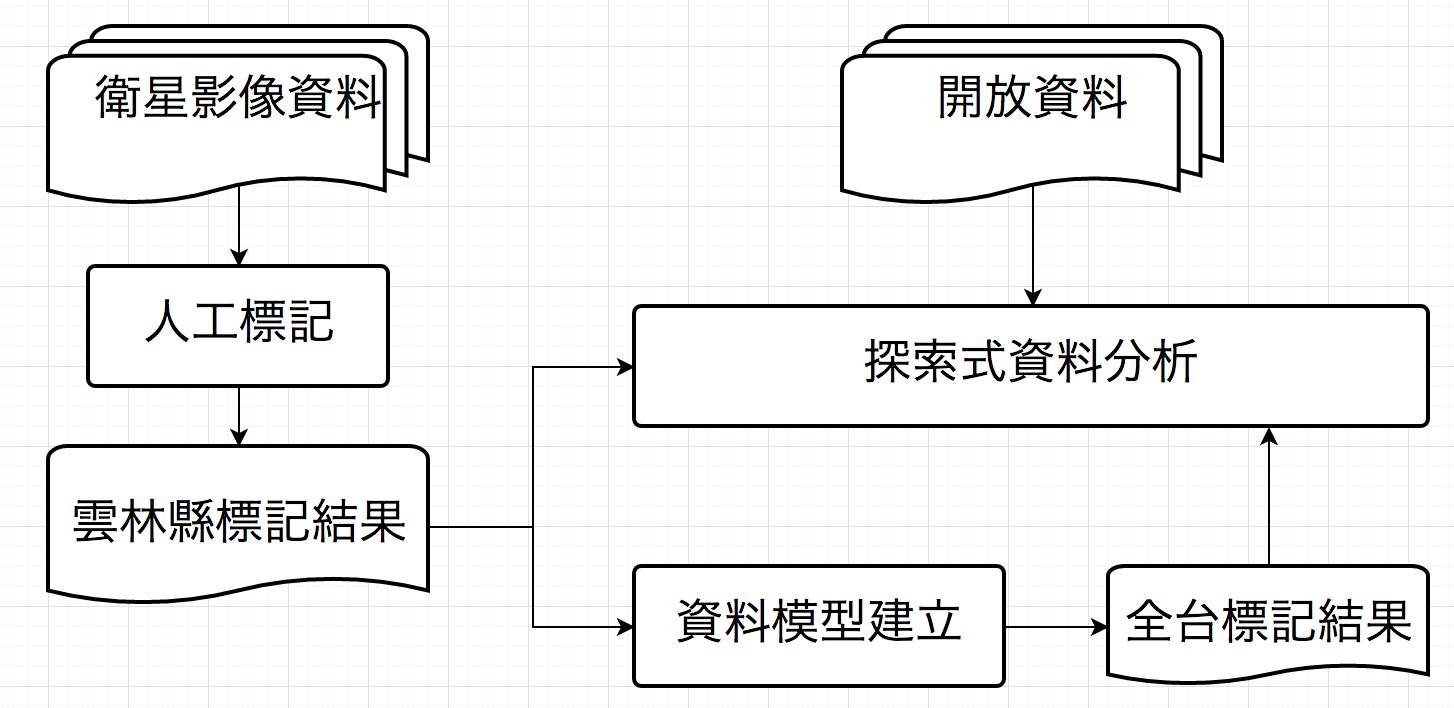 衛星影像資料
開放資料
人工標記
探索式資料分析
雲林縣標記結果
資料模型建立
全台標記結果